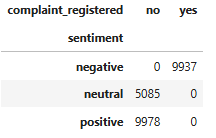 complaint_registered no yes
sentiment
negative 0 9937
neutral 5085 0
positive 9978 0